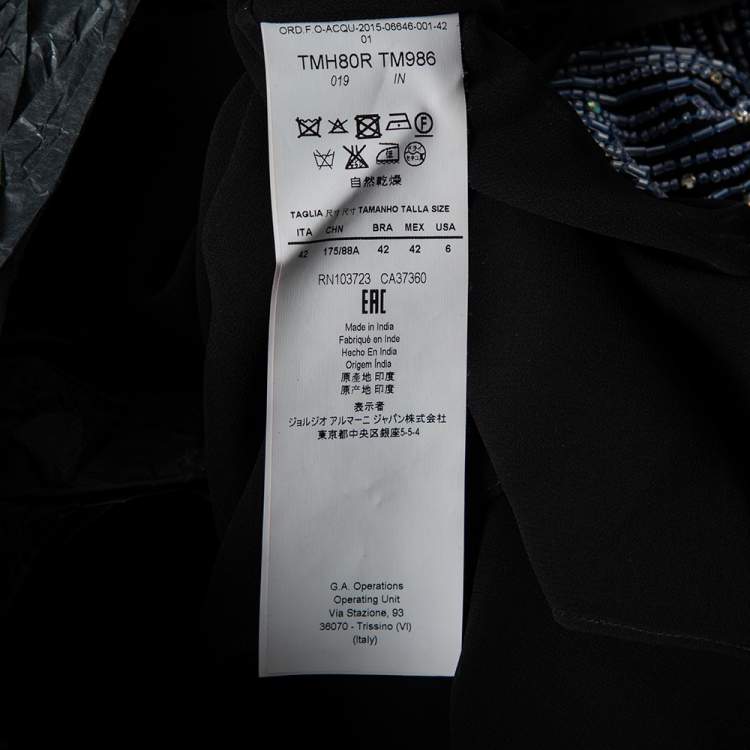 ORD.F.O-ACQU-2015-06646-001-42
01
TMH80R TM986
019 IN
F
自然乾燥
TAGLIA 尺寸 尺寸 TAMANHO TALLA SIZE
ITA CHN BRA MEX USA
42 175/88A 42 42 6
RN103723 CA37360
EAC
Made in India
Fabriqué en Inde
Hecho En India
Origem Índia
原產地 印度
原产地 印度
表示者
ジョルジオ アルマーニ ジャパン株式会社
東京都中央区銀座5-5-4
G.A. Operations
Operating Unit
Via Stazione, 93
36070 - Trissino (VI)
(Italy)